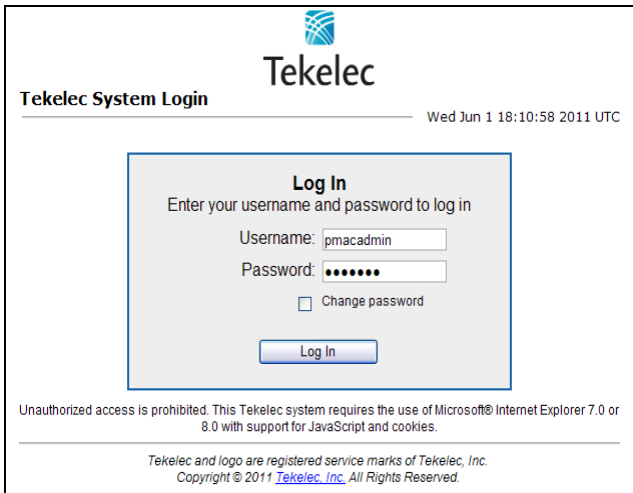 Tekelec
Tekelec System Login
Wed Jun 1 18:10:58 2011 UTC
Log In
Enter your username and password to log in
Username: pmacadmin
Password: •••••••
Change password
Log In
Unauthorized access is prohibited. This Tekelec system requires the use of Microsoft® Internet Explorer 7.0 or
8.0 with support for JavaScript and cookies.
Tekelec and logo are registered service marks of Tekelec, Inc.
Copyright © 2011 Tekelec, Inc. All Rights Reserved.